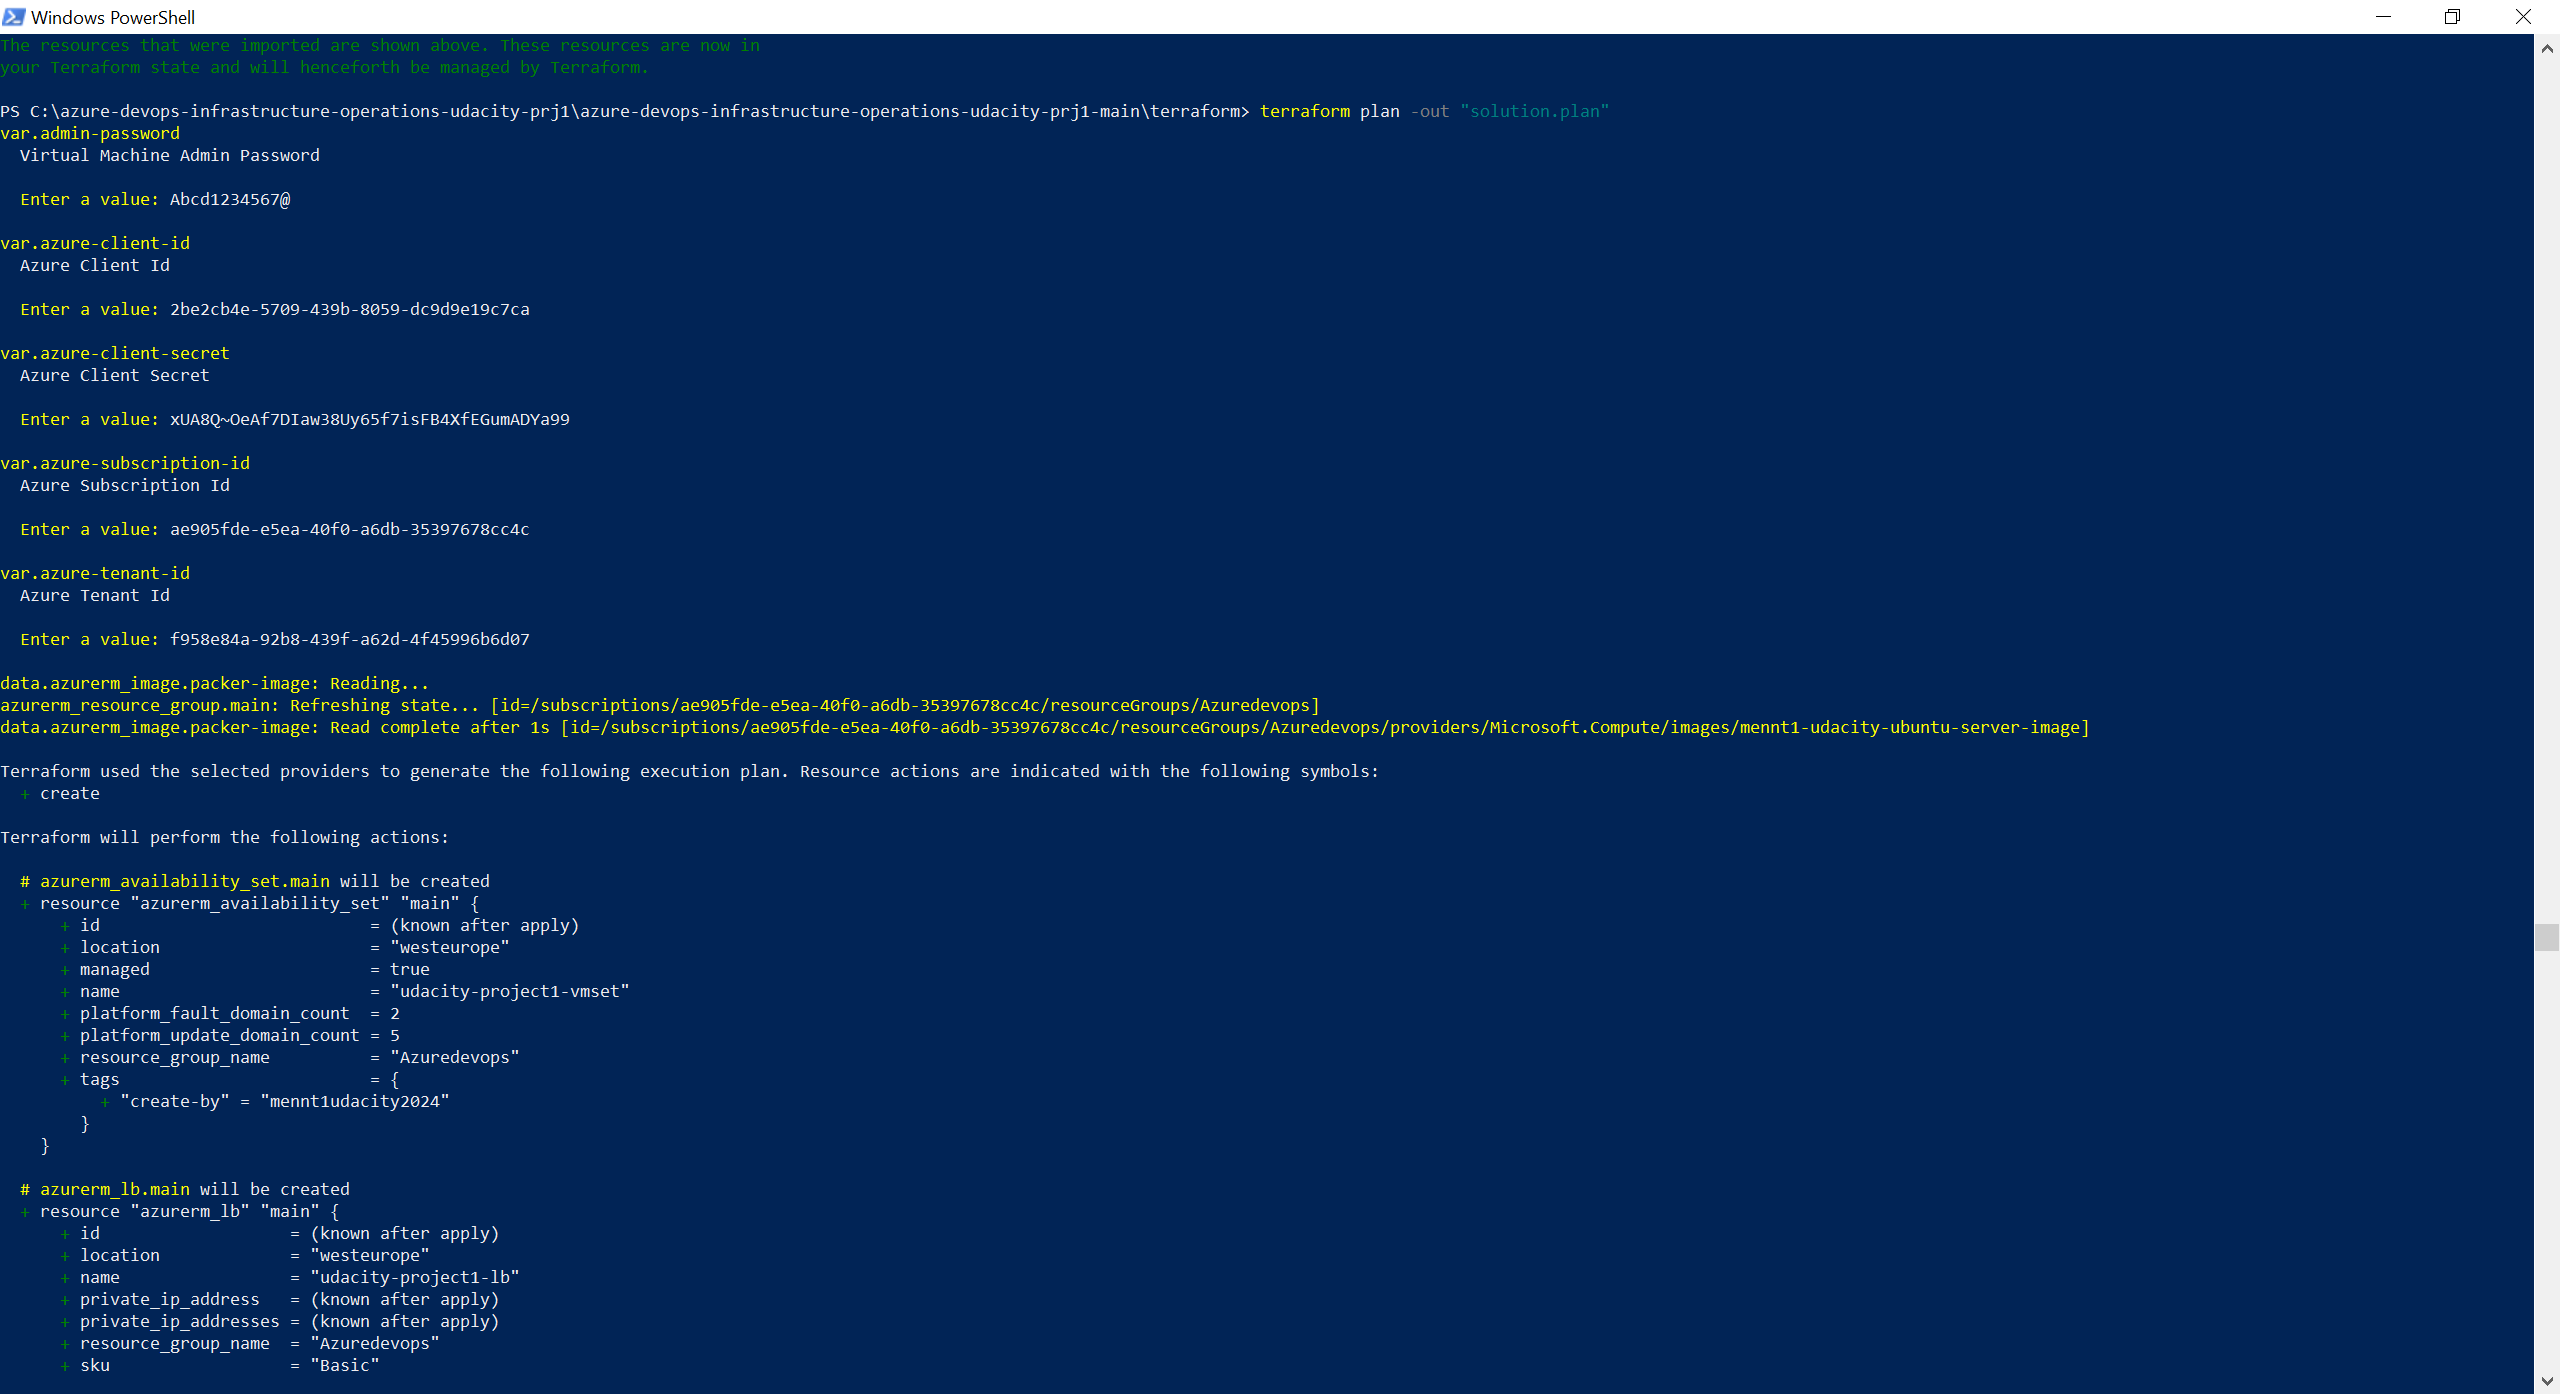 Windows PowerShell
The resources that were imported are shown above. These resources are now in
your Terraform state and will henceforth be managed by Terraform.
PS C:\azure-devops-infrastructure-operations-udacity-prj1\azure-devops-infrastructure-operations-udacity-prj1-main\terraform> terraform plan -out "solution.plan"
var.admin-password
  Virtual Machine Admin Password
  Enter a value: Abcd1234567@
var.azure-client-id
  Azure Client Id
  Enter a value: 2be2cb4e-5709-439b-8059-dc9d9e19c7ca
var.azure-client-secret
  Azure Client Secret
  Enter a value: xUA8Q~OeAf7DIaw38Uy65f7isFB4XfEGumADYa99
var.azure-subscription-id
  Azure Subscription Id
  Enter a value: ae905fde-e5ea-40f0-a6db-35397678cc4c
var.azure-tenant-id
  Azure Tenant Id
  Enter a value: f958e84a-92b8-439f-a62d-4f45996b6d07
data.azurerm_image.packer-image: Reading...
azurerm_resource_group.main: Refreshing state... [id=/subscriptions/ae905fde-e5ea-40f0-a6db-35397678cc4c/resourceGroups/Azuredevops]
data.azurerm_image.packer-image: Read complete after 1s [id=/subscriptions/ae905fde-e5ea-40f0-a6db-35397678cc4c/resourceGroups/Azuredevops/providers/Microsoft.Compute/images/mennt1-udacity-ubuntu-server-image]
Terraform used the selected providers to generate the following execution plan. Resource actions are indicated with the following symbols:
  + create
Terraform will perform the following actions:
  # azurerm_availability_set.main will be created
  + resource "azurerm_availability_set" "main" {
      + id                           = (known after apply)
      + location                     = "westeurope"
      + managed                      = true
      + name                         = "udacity-project1-vmset"
      + platform_fault_domain_count  = 2
      + platform_update_domain_count = 5
      + resource_group_name          = "Azuredevops"
      + tags                         = {
          + "create-by" = "mennt1udacity2024"
        }
    }
  # azurerm_lb.main will be created
  + resource "azurerm_lb" "main" {
      + id                   = (known after apply)
      + location             = "westeurope"
      + name                 = "udacity-project1-lb"
      + private_ip_address   = (known after apply)
      + private_ip_addresses = (known after apply)
      + resource_group_name  = "Azuredevops"
      + sku                  = "Basic"